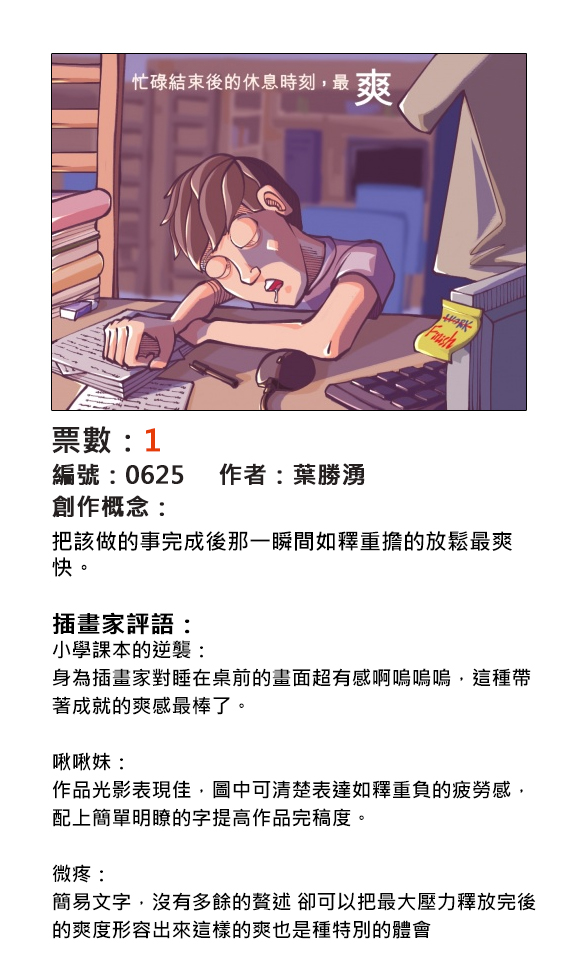 忙碌結束後的休息時刻，最 爽
Work
Finish
票數：1
編號：0625 作者：葉勝湧
創作概念：
把該做的事完成後那一瞬間如釋重擔的放鬆最爽
快。
插畫家評語：
小學課本的逆襲：
身為插畫家對睡在桌前的畫面超有感啊嗚嗚嗚，這種帶
著成就的爽感最棒了。
啾啾妹：
作品光影表現佳，圖中可清楚表達如釋重負的疲勞感，
配上簡單明瞭的字提高作品完稿度。
微疼：
簡易文字，沒有多餘的贅述 卻可以把最大壓力釋放完後
的爽度形容出來這樣的爽也是種特別的體會